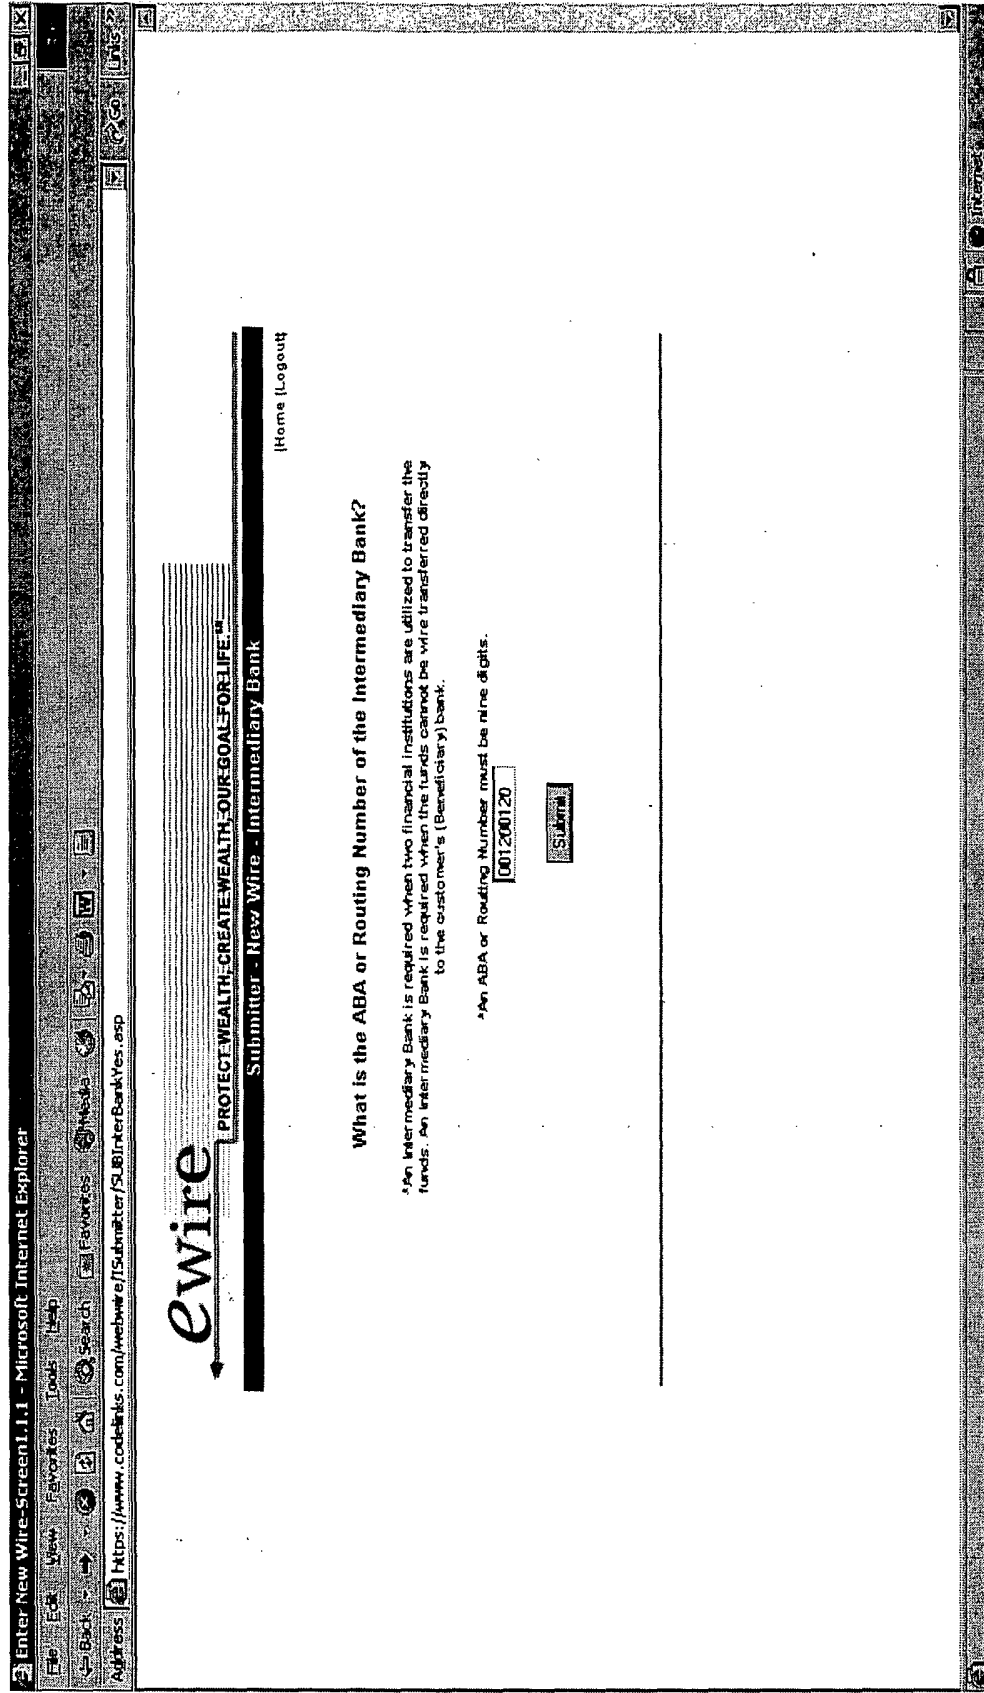 Enter New Wire-Screen1.1.1 - Microsoft Internet Explorer
File Edit View Favorites Tools Help
Back Search Favorites Media
Address https://www.codelinks.com/webwire/ISubmitter/SUBInterBankYes.asp Go Links »
ewire
PROTECT WEALTH, CREATE WEALTH, OUR GOAL FOR LIFE.
Submitter - New Wire - Intermediary Bank
|Home |Logout|
What is the ABA or Routing Number of the Intermediary Bank?
*An Intermediary Bank is required when two financial institutions are utilized to transfer the
funds. An Intermediary Bank is required when the funds cannot be wire transferred directly
to the customer's (Beneficiary) bank.
*An ABA or Routing Number must be nine digits.
001200120
Submit
Internet